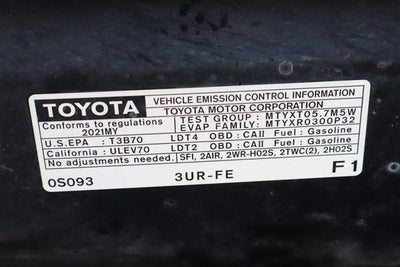 TOYOTA
VEHICLE EMISSION CONTROL INFORMATION
TOYOTA MOTOR CORPORATION
Conforms to regulations
2021MY
TEST GROUP: MTYXT05.7M5W
EVAP FAMILY: MTYXR0300P32
U.S.EPA : T3B70 LDT4 OBD: CAII Fuel: Gasoline
California : ULEV70 LDT2 OBD: CAII Fuel: Gasoline
No adjustments needed. SFI, 2AIR, 2WR-HO2S, 2TWC(2), 2HO2S
0S093 3UR-FE F1